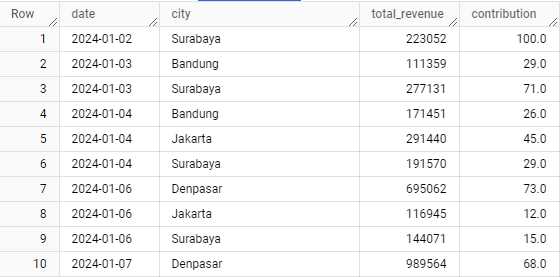 Row date city total_revenue contribution
1 2024-01-02 Surabaya 223052 100.0
2 2024-01-03 Bandung 111359 29.0
3 2024-01-03 Surabaya 277131 71.0
4 2024-01-04 Bandung 171451 26.0
5 2024-01-04 Jakarta 291440 45.0
6 2024-01-04 Surabaya 191570 29.0
7 2024-01-06 Denpasar 695062 73.0
8 2024-01-06 Jakarta 116945 12.0
9 2024-01-06 Surabaya 144071 15.0
10 2024-01-07 Denpasar 989564 68.0